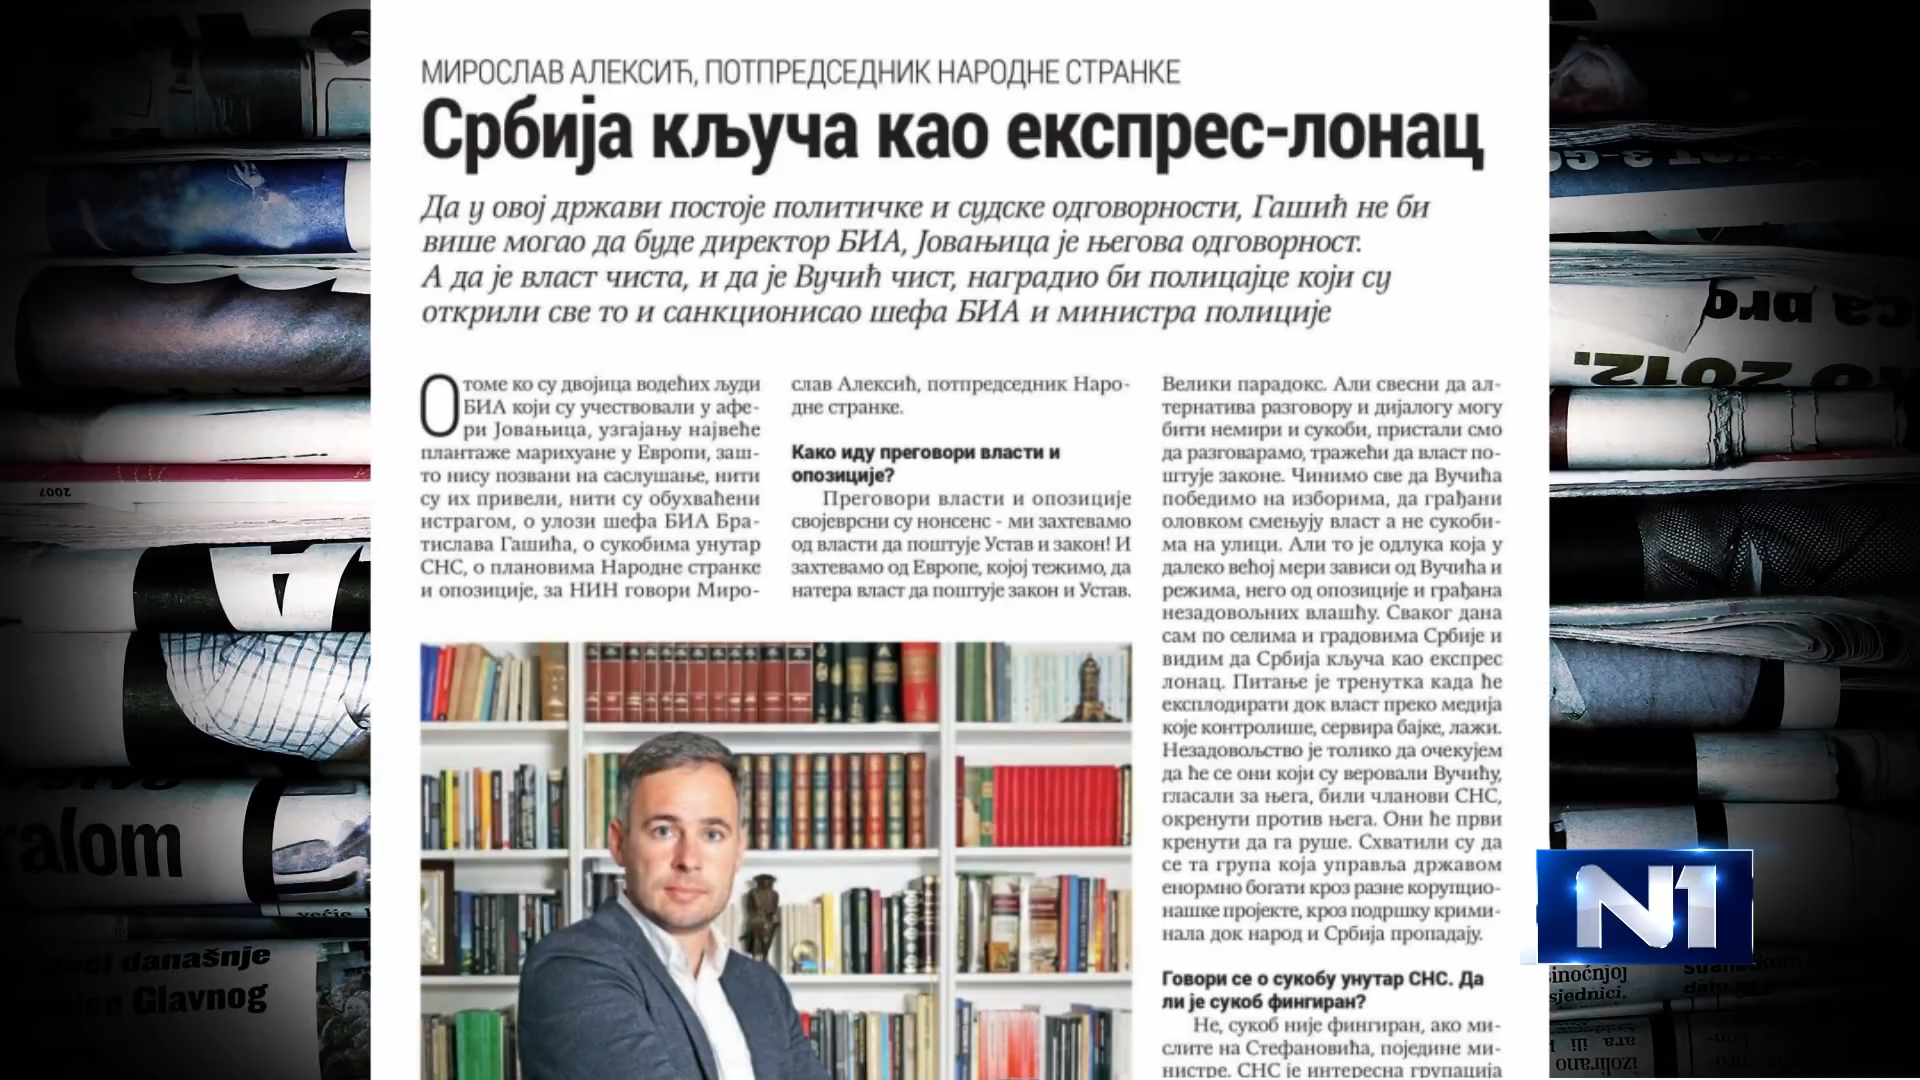 МИРОСЛАВ АЛЕКСИЋ, ПОТПРЕДСЕДНИК НАРОДНЕ СТРАНКЕ
Србија кључа као експрес-лонац
Да у овој држави постоје политичке и судске одговорности, Гашић не би
више могао да буде директор БИА, Јовањица је његова одговорност.
А да је власт чиста, и да је Вучић чист, наградио би полицајце који су
открили све то и санкционисао шефа БИА и министра полиције
О томе ко су двојица водећих људи
БИА који су учествовали у афе-
ри Јовањица, узгајању највеће
плантаже марихуане у Европи, заш-
то нису позвани на саслушање, нити
су их привели, нити су обухваћени
истрагом, о улози шефа БИА Бра-
тислава Гашића, о сукобима унутар
СНС, о плановима Народне странке
и опозиције, за НИН говори Миро-
слав Алексић, потпредседник Наро-
дне странке.
Како иду преговори власти и
опозиције?
Преговори власти и опозиције
својеврсни су нонсенс - ми захтевамо
од власти да поштује Устав и закон! И
захтевамо од Европе, којој тежимо, да
натера власт да поштује закон и Устав.
Велики парадокс. Али свесни да ал-
тернатива разговору и дијалогу могу
бити немири и сукоби, пристали смо
да разговарамо, тражећи да власт по-
штује законе. Чинимо све да Вучића
победимо на изборима, да грађани
оловком смењују власт а не сукоби-
ма на улици. Али то је одлука која у
далеко већој мери зависи од Вучића и
режима, него од опозиције и грађана
незадовољних влашћу. Сваког дана
сам по селима и градовима Србије и
видим да Србија кључа као експрес
лонац. Питање је тренутка када ће
експлодирати док власт преко медија
које контролише, сервира бајке, лажи.
Незадовољство је толико да очекујем
да ће се они који су веровали Вучићу,
гласали за њега, били чланови СНС,
окренути против њега. Они ће први
кренути да га руше. Схватили су да
се та група која управља државом
енормно богати кроз разне корупцио-
нашке пројекте, кроз подршку крими-
нала док народ и Србија пропадају.
Говори се о сукобу унутар СНС. Да
ли је сукоб фингиран?
Не, сукоб није фингиран, ако ми-
слите на Стефановића, поједине ми-
нистре. СНС је интересна групација
N1
2007
ralom
današnje
Glavnog
2012.
sinoćnjoj
sjednici.